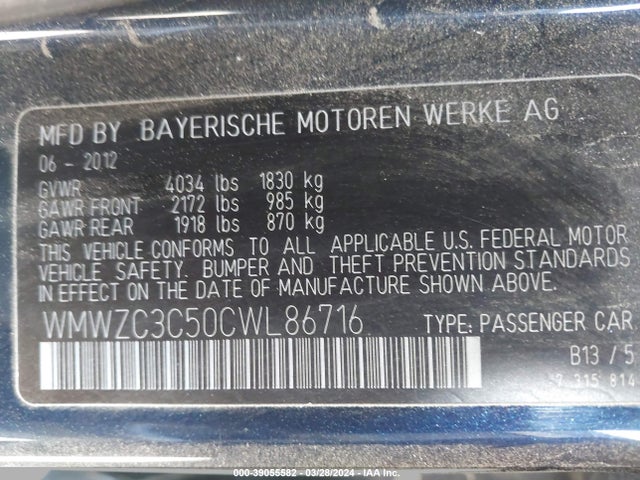 MFD BY BAYERISCHE MOTOREN WERKE AG
06 - 2012
GVWR 4034 lbs 1830 kg
GAWR FRONT 2172 lbs 985 kg
GAWR REAR 1918 lbs 870 kg
THIS VEHICLE CONFORMS TO ALL APPLICABLE U.S. FEDERAL MOTOR
VEHICLE SAFETY, BUMPER AND THEFT PREVENTION STANDARDS
IN EFFECT ON THE DATE OF MANUFACTURE SHOWN ABOVE.
WMWZC3C50CWL86716 TYPE: PASSENGER CAR
B13 / 5
7 315 814
000-39055582 | 03/28/2024 | IAA Inc.